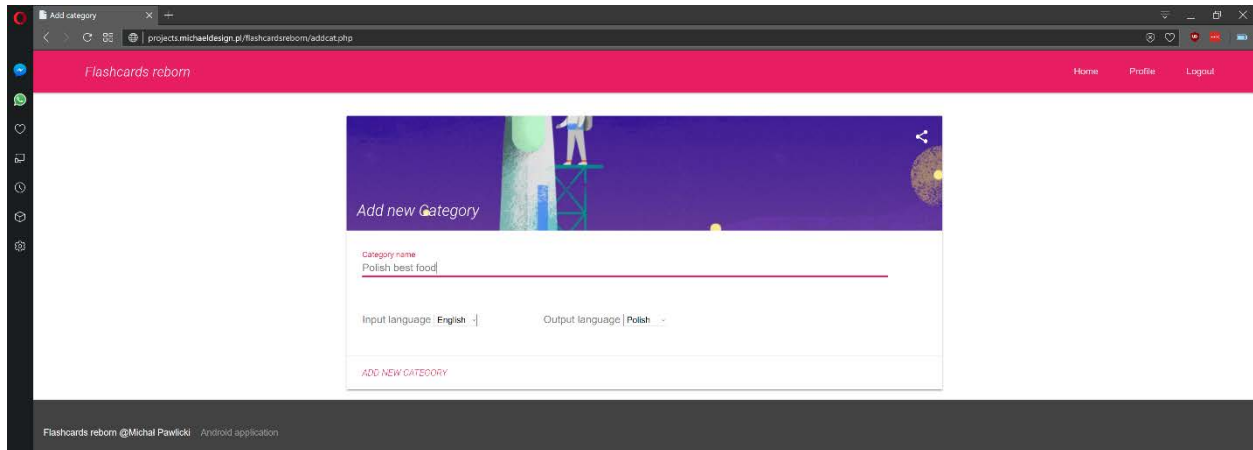 Add category
projects.michaeldesign.pl/flashcardsreborn/addcat.php
Flashcards reborn
Home Profile Logout
Add new Category
Category name
Polish best food
Input language English Output language Polish
ADD NEW CATEGORY
Flashcards reborn @Michal Pawlicki Android application